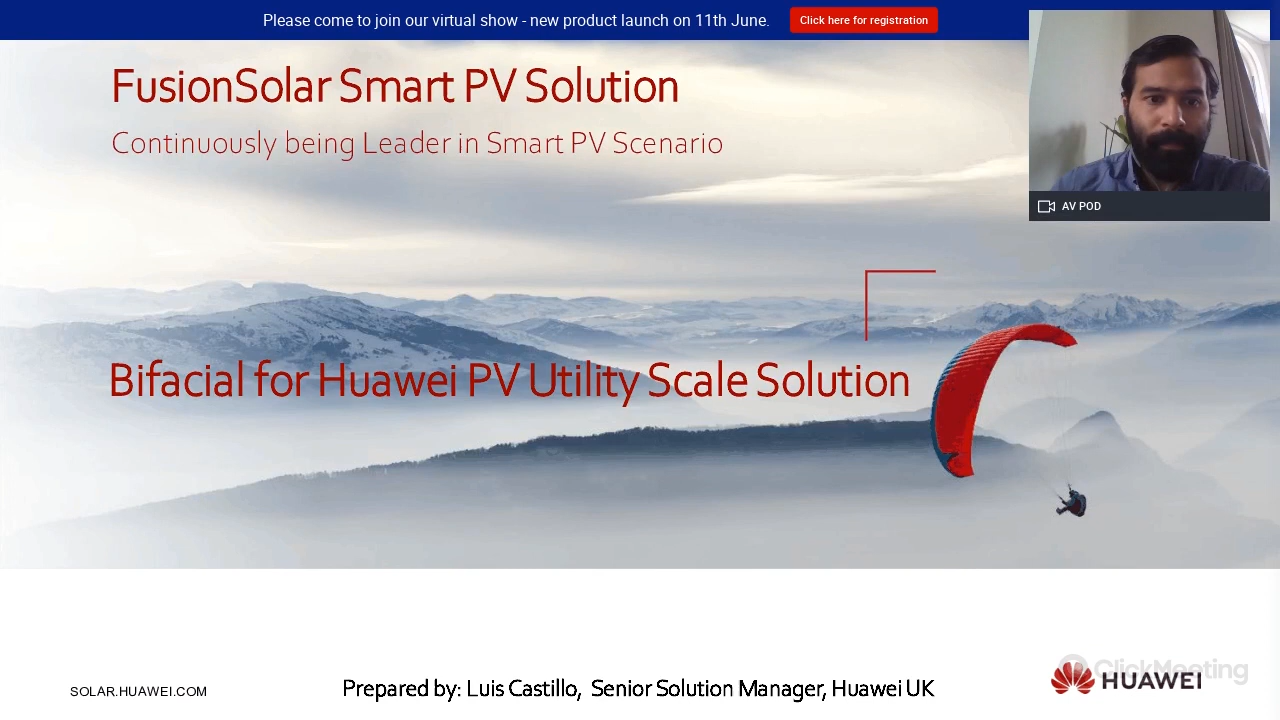 Please come to join our virtual show - new product launch on 11th June.
Click here for registration
FusionSolar Smart PV Solution
Continuously being Leader in Smart PV Scenario
AV POD
Bifacial for Huawei PV Utility Scale Solution
SOLAR.HUAWEI.COM
Prepared by: Luis Castillo, Senior Solution Manager, Huawei UK
ClickMeeting
HUAWEI